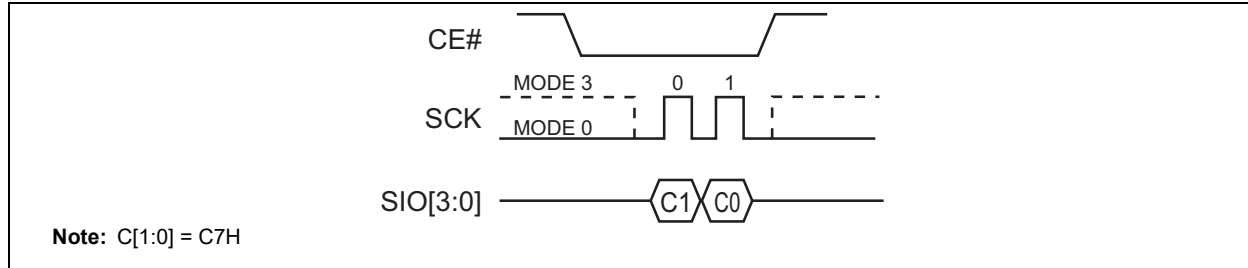 CE#
MODE 3 0 1
SCK
MODE 0
SIO[3:0] C1 C0
Note: C[1:0] = C7H